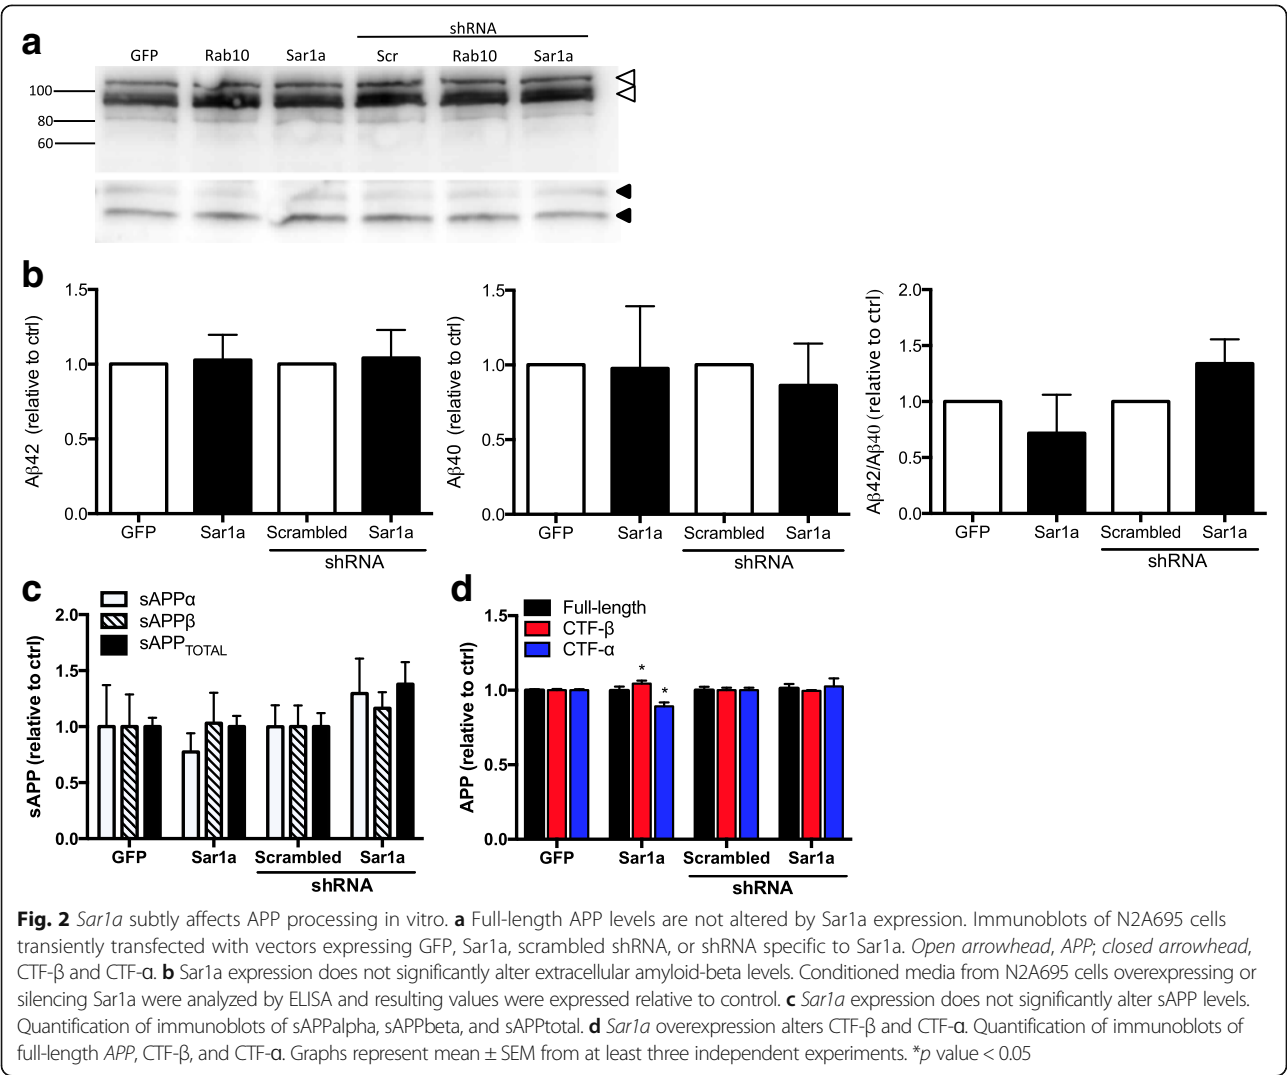 a
shRNA
GFP Rab10 Sar1a Scr Rab10 Sar1a
100
80
60
b
Aβ42 (relative to ctrl)
1.5
1.0
0.5
0.0
GFP Sar1a Scrambled Sar1a
shRNA
Aβ40 (relative to ctrl)
1.5
1.0
0.5
0.0
GFP Sar1a Scrambled Sar1a
shRNA
Aβ42/Aβ40 (relative to ctrl)
2.0
1.5
1.0
0.5
0.0
GFP Sar1a Scrambled Sar1a
shRNA
c
sAPPα
sAPPβ
sAPPTOTAL
sAPP (relative to ctrl)
2.0
1.5
1.0
0.5
0.0
GFP Sar1a Scrambled Sar1a
shRNA
d
Full-length
CTF-β
CTF-α
APP (relative to ctrl)
1.5
1.0
0.5
0.0
*
*
GFP Sar1a Scrambled Sar1a
shRNA
Fig. 2 Sar1a subtly affects APP processing in vitro. a Full-length APP levels are not altered by Sar1a expression. Immunoblots of N2A695 cells
transiently transfected with vectors expressing GFP, Sar1a, scrambled shRNA, or shRNA specific to Sar1a. Open arrowhead, APP; closed arrowhead,
CTF-β and CTF-α. b Sar1a expression does not significantly alter extracellular amyloid-beta levels. Conditioned media from N2A695 cells overexpressing or
silencing Sar1a were analyzed by ELISA and resulting values were expressed relative to control. c Sar1a expression does not significantly alter sAPP levels.
Quantification of immunoblots of sAPPalpha, sAPPbeta, and sAPPtotal. d Sar1a overexpression alters CTF-β and CTF-α. Quantification of immunoblots of
full-length APP, CTF-β, and CTF-α. Graphs represent mean ± SEM from at least three independent experiments. *p value < 0.05